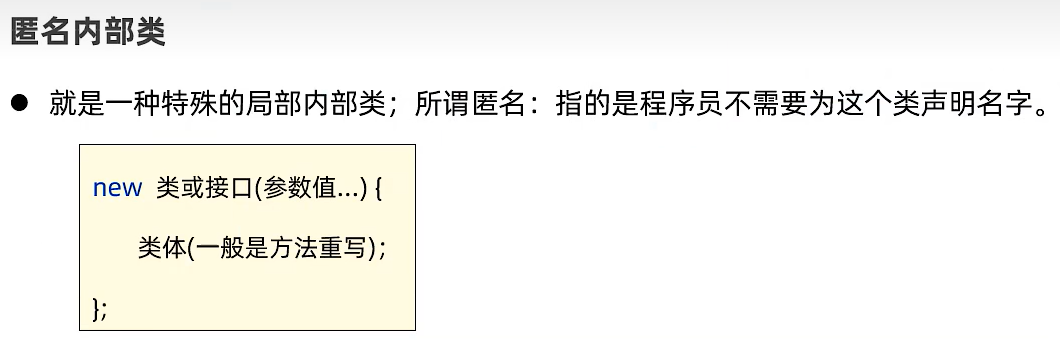 匿名内部类
● 就是一种特殊的局部内部类；所谓匿名：指的是程序员不需要为这个类声明名字。
new 类或接口(参数值…) {
类体(一般是方法重写);
};